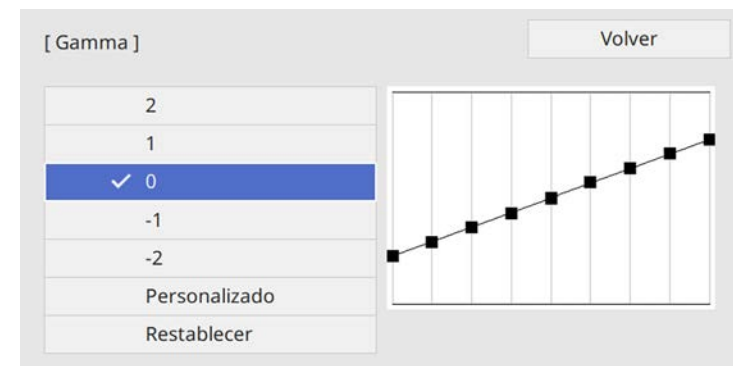 [ Gamma ]
Volver
2
1
0
-1
-2
Personalizado
Restablecer